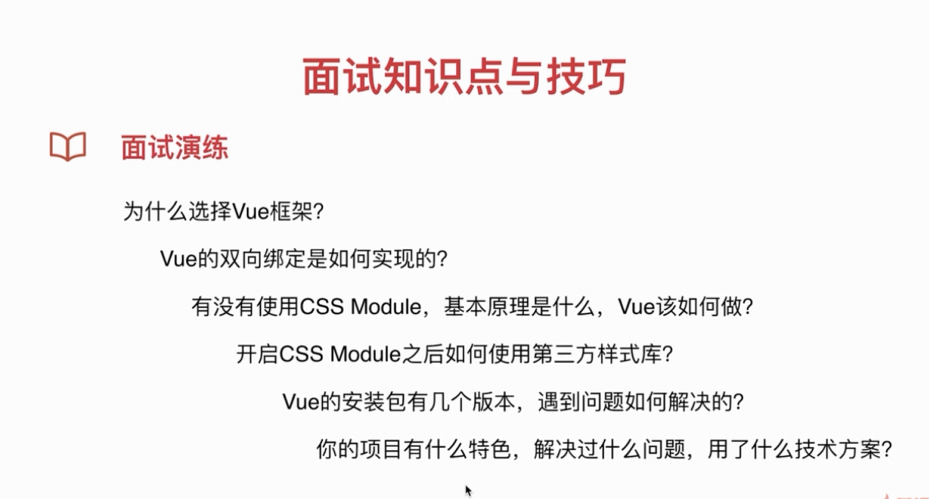 面试知识点与技巧
面试演练
为什么选择Vue框架?
Vue的双向绑定是如何实现的?
有没有使用CSS Module，基本原理是什么，Vue该如何做?
开启CSS Module之后如何使用第三方样式库?
Vue的安装包有几个版本，遇到问题如何解决的?
你的项目有什么特色，解决过什么问题，用了什么技术方案?